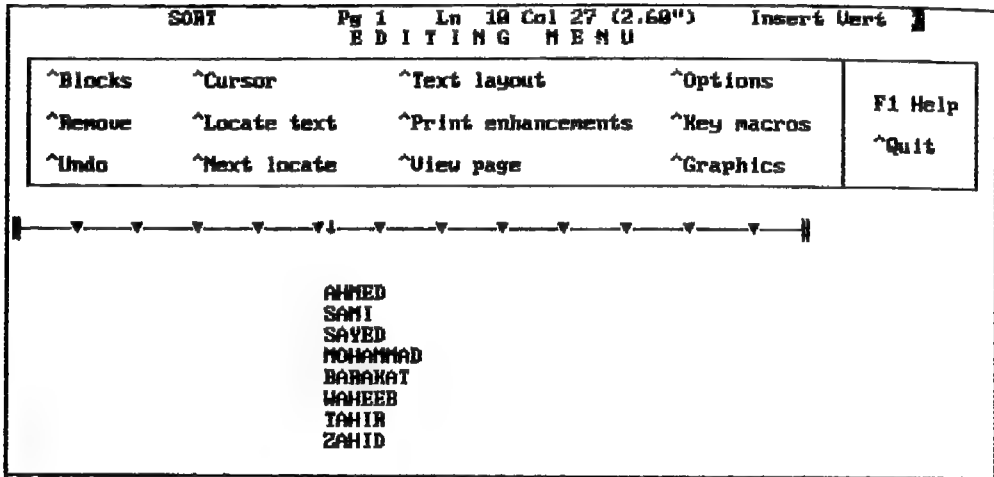 SORT Pg 1 Ln 10 Col 27 (2.60") Insert Vert
E D I T I N G M E N U
^Blocks ^Cursor ^Text layout ^Options
F1 Help
^Remove ^Locate text ^Print enhancements ^Key macros
^Quit
^Undo ^Next locate ^View page ^Graphics
AHMED
SAMI
SAYED
MOHAMMAD
BARAKAT
WAHEEB
TAHIR
ZAHID